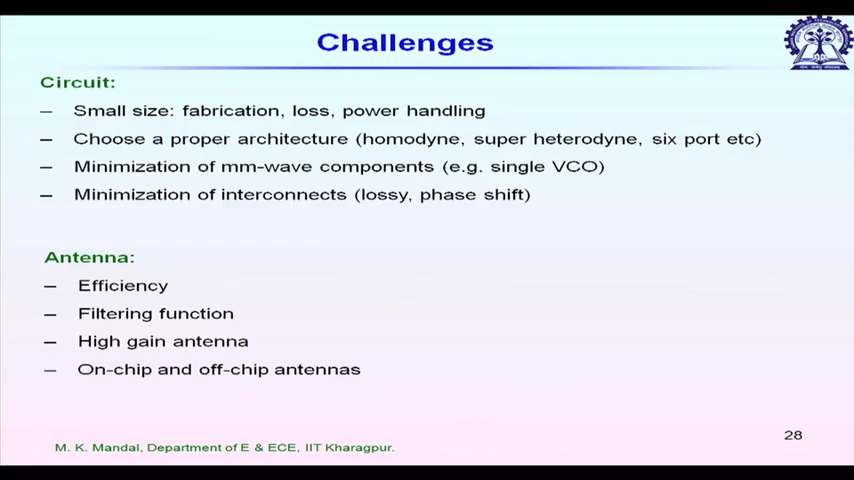 Challenges
Circuit:
– Small size: fabrication, loss, power handling
– Choose a proper architecture (homodyne, super heterodyne, six port etc)
– Minimization of mm-wave components (e.g. single VCO)
– Minimization of interconnects (lossy, phase shift)
Antenna:
– Efficiency
– Filtering function
– High gain antenna
– On-chip and off-chip antennas
28
M. K. Mandal, Department of E & ECE, IIT Kharagpur.